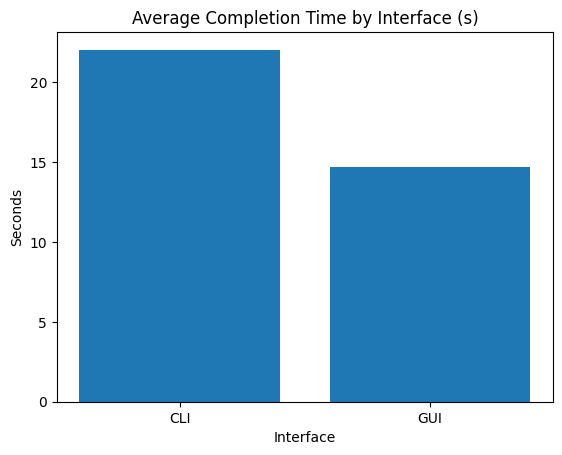 Average Completion Time by Interface (s)
20
15
10
5
0
Seconds
CLI
GUI
Interface